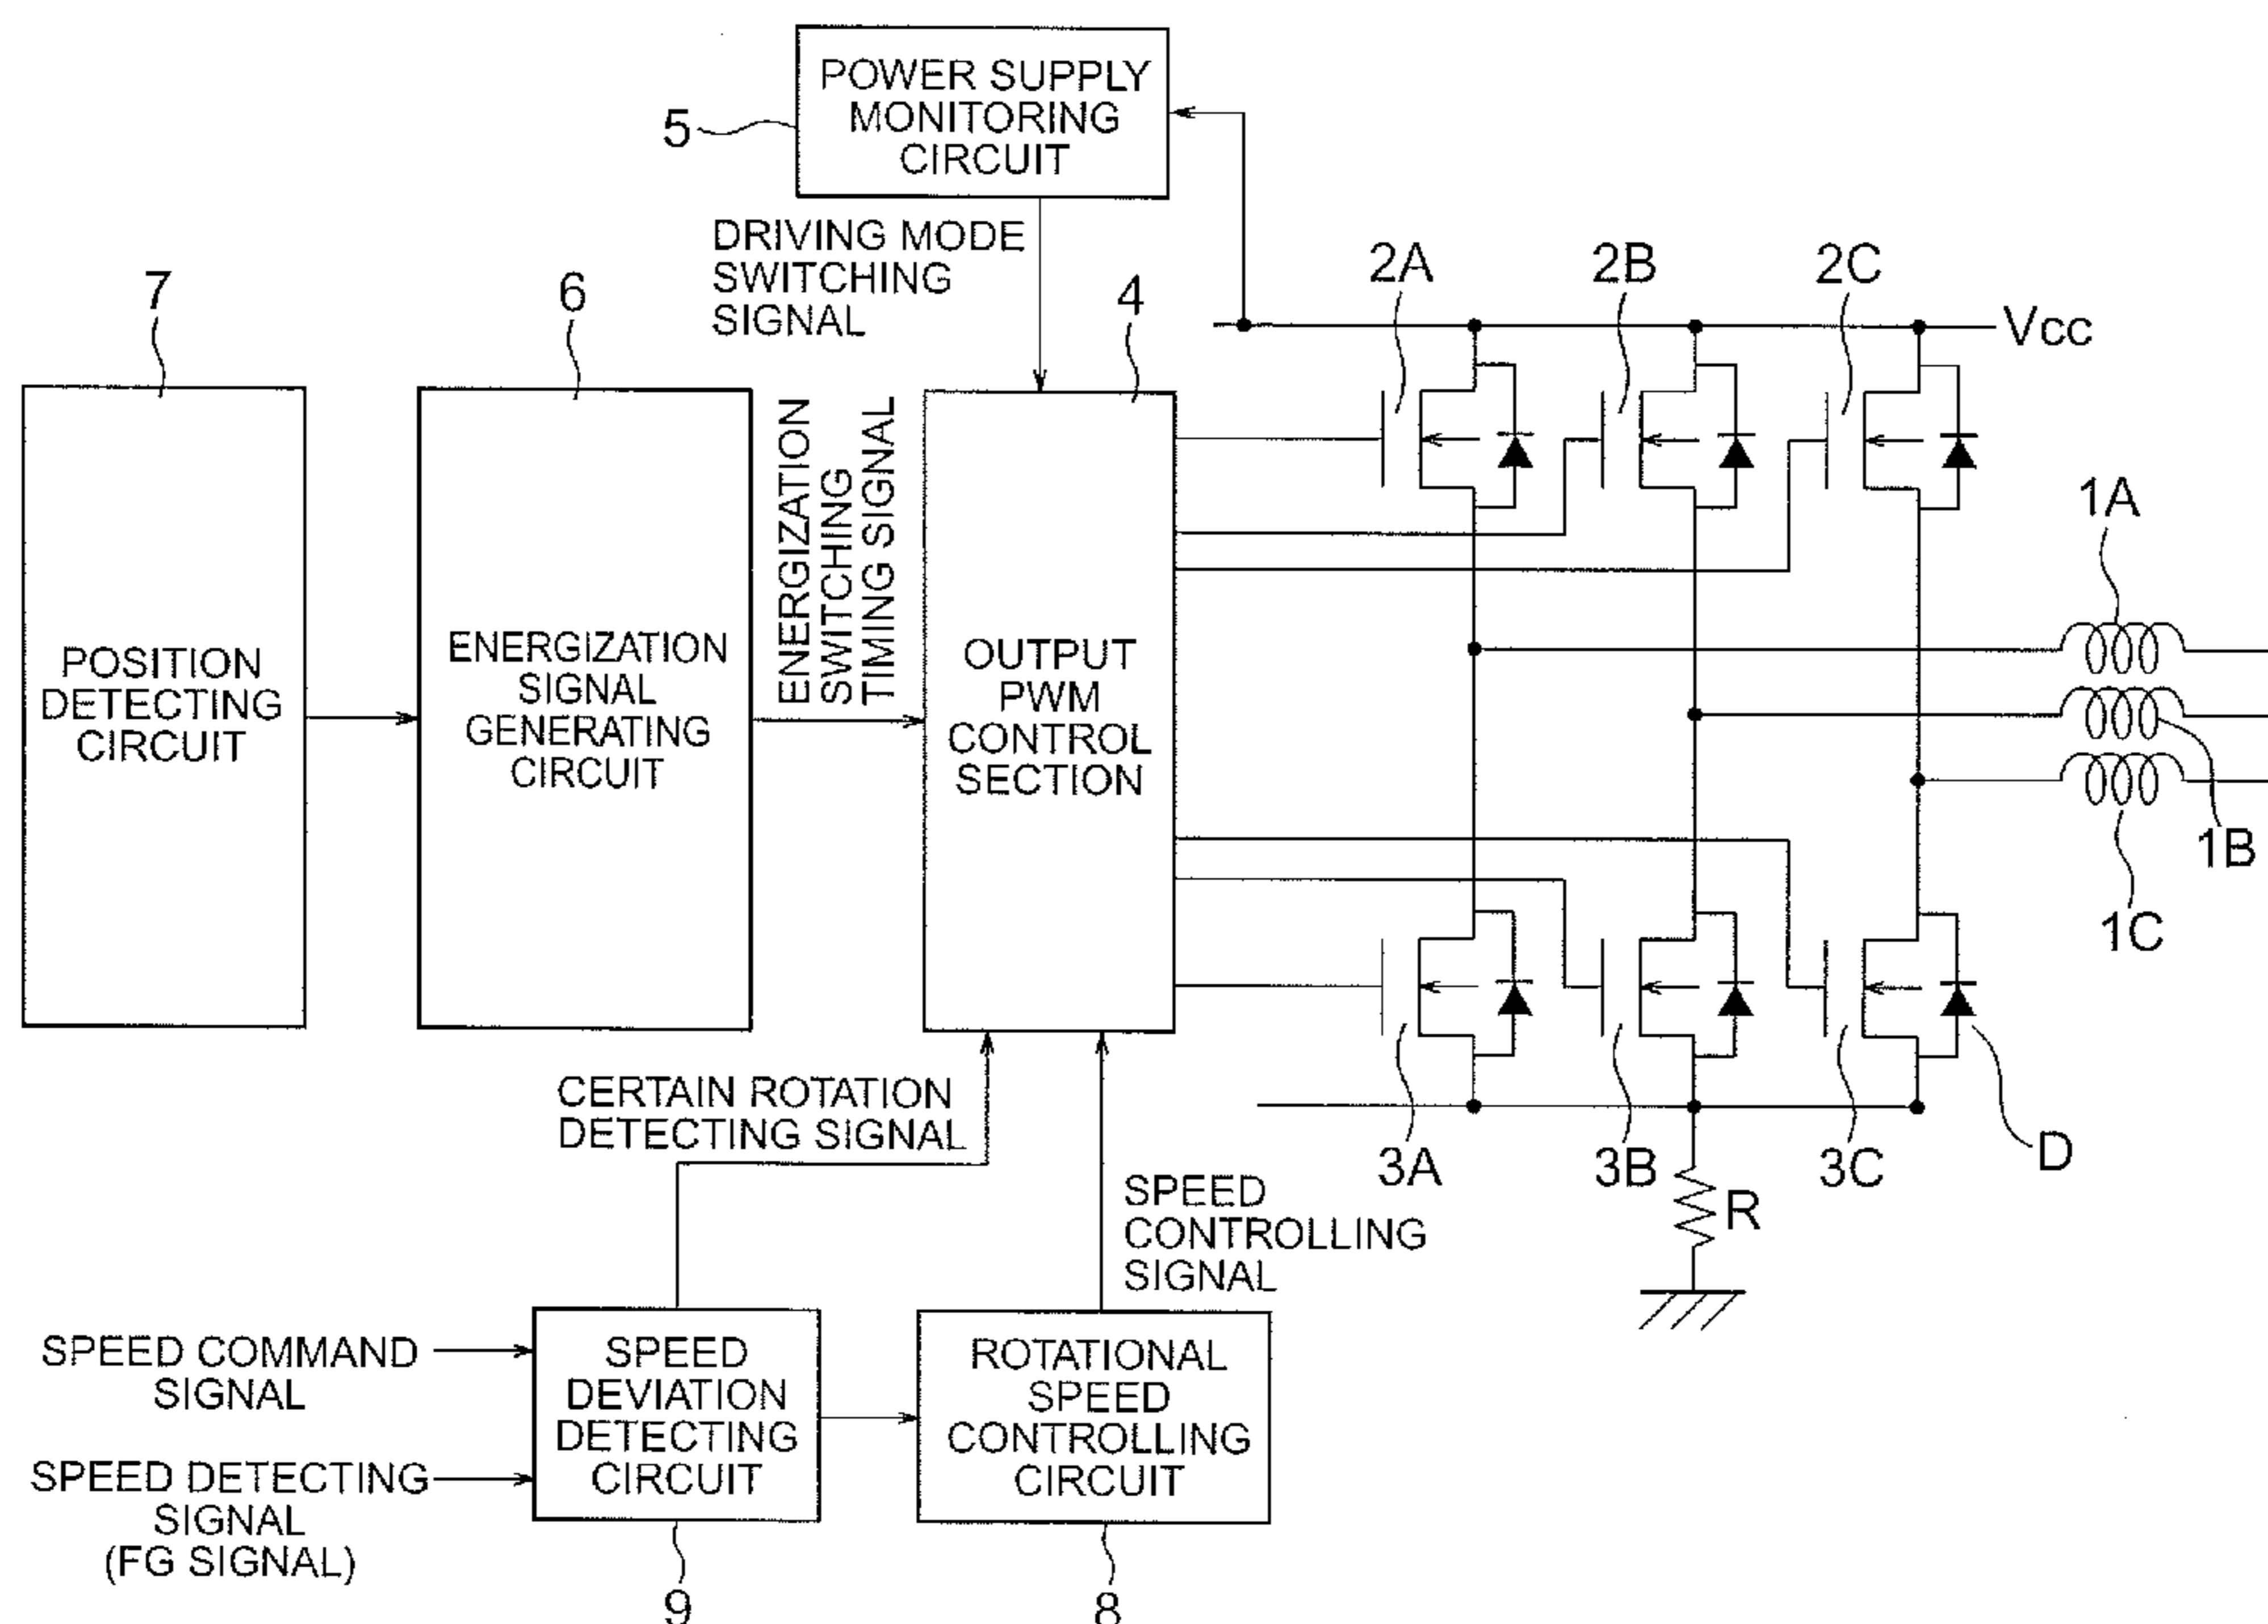 POWER SUPPLY
MONITORING
CIRCUIT
5
DRIVING MODE
SWITCHING
SIGNAL
7
6
4
2A
2B
2C
Vcc
POSITION
DETECTING
CIRCUIT
ENERGIZATION
SIGNAL
GENERATING
CIRCUIT
ENERGIZATION
SWITCHING
TIMING SIGNAL
OUTPUT
PWM
CONTROL
SECTION
1A
1B
1C
3A
3B
3C
D
R
CERTAIN ROTATION
DETECTING SIGNAL
SPEED
CONTROLLING
SIGNAL
SPEED COMMAND
SIGNAL
SPEED DETECTING
SIGNAL
(FG SIGNAL)
SPEED
DEVIATION
DETECTING
CIRCUIT
ROTATIONAL
SPEED
CONTROLLING
CIRCUIT
9
8